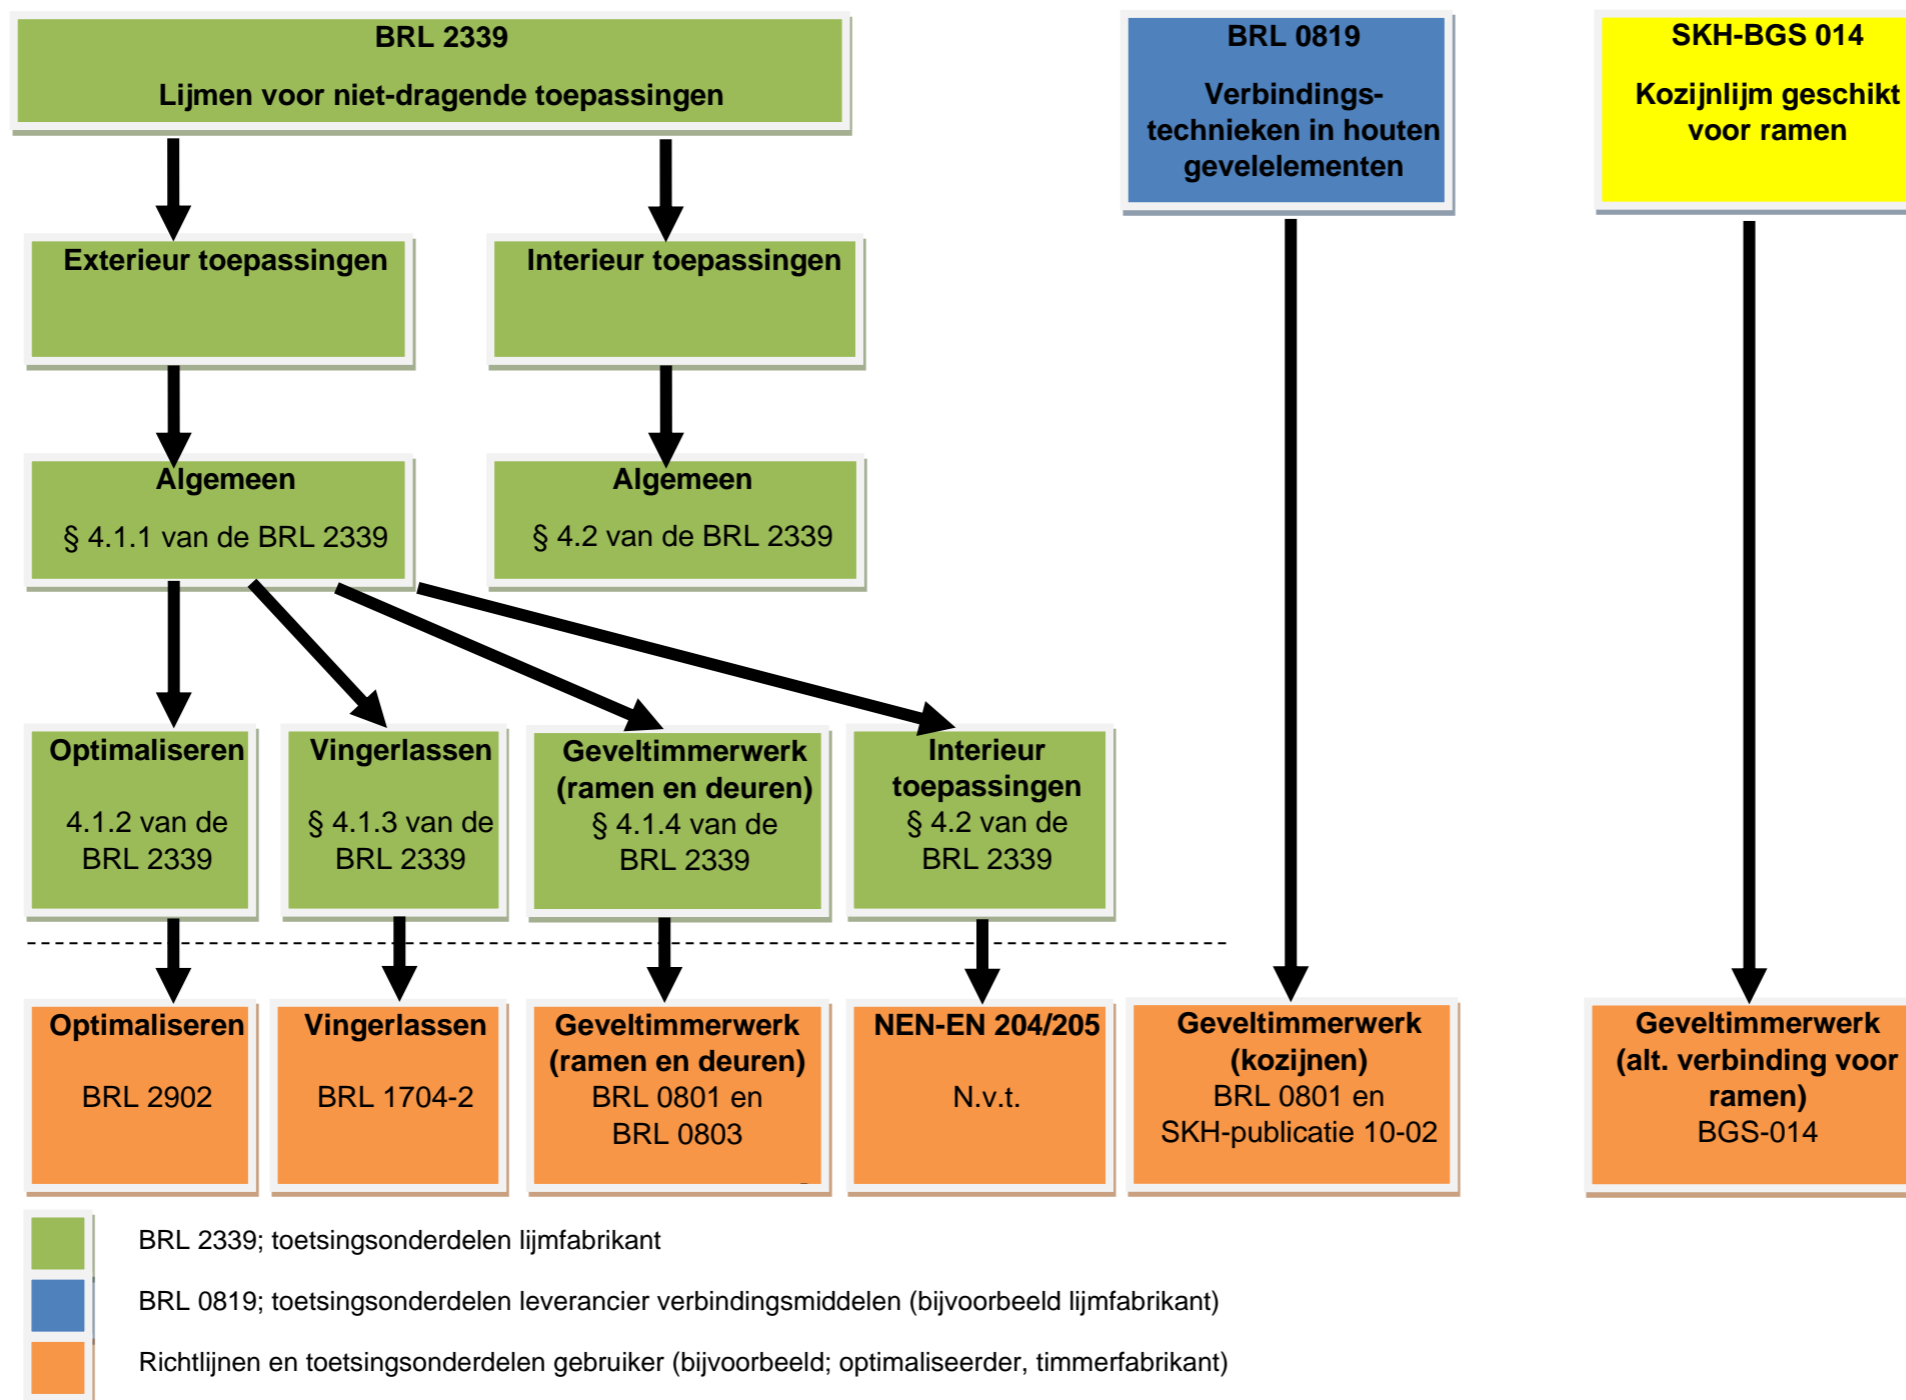 BRL 2339
Lijmen voor niet-dragende toepassingen
BRL 0819
Verbindings-
technieken in houten
gevelelementen
SKH-BGS 014
Kozijnlijm geschikt
voor ramen
Exterieur toepassingen
Interieur toepassingen
Algemeen
§ 4.1.1 van de BRL 2339
Algemeen
§ 4.2 van de BRL 2339
Optimaliseren
4.1.2 van de
BRL 2339
Vingerlassen
§ 4.1.3 van de
BRL 2339
Geveltimmerwerk
(ramen en deuren)
§ 4.1.4 van de
BRL 2339
Interieur
toepassingen
§ 4.2 van de
BRL 2339
Optimaliseren
BRL 2902
Vingerlassen
BRL 1704-2
Geveltimmerwerk
(ramen en deuren)
BRL 0801 en
BRL 0803
NEN-EN 204/205
N.v.t.
Geveltimmerwerk
(kozijnen)
BRL 0801 en
SKH-publicatie 10-02
Geveltimmerwerk
(alt. verbinding voor
ramen)
BGS-014
BRL 2339; toetsingsonderdelen lijmfabrikant
BRL 0819; toetsingsonderdelen leverancier verbindingsmiddelen (bijvoorbeeld lijmfabrikant)
Richtlijnen en toetsingsonderdelen gebruiker (bijvoorbeeld; optimaliseerder, timmerfabrikant)